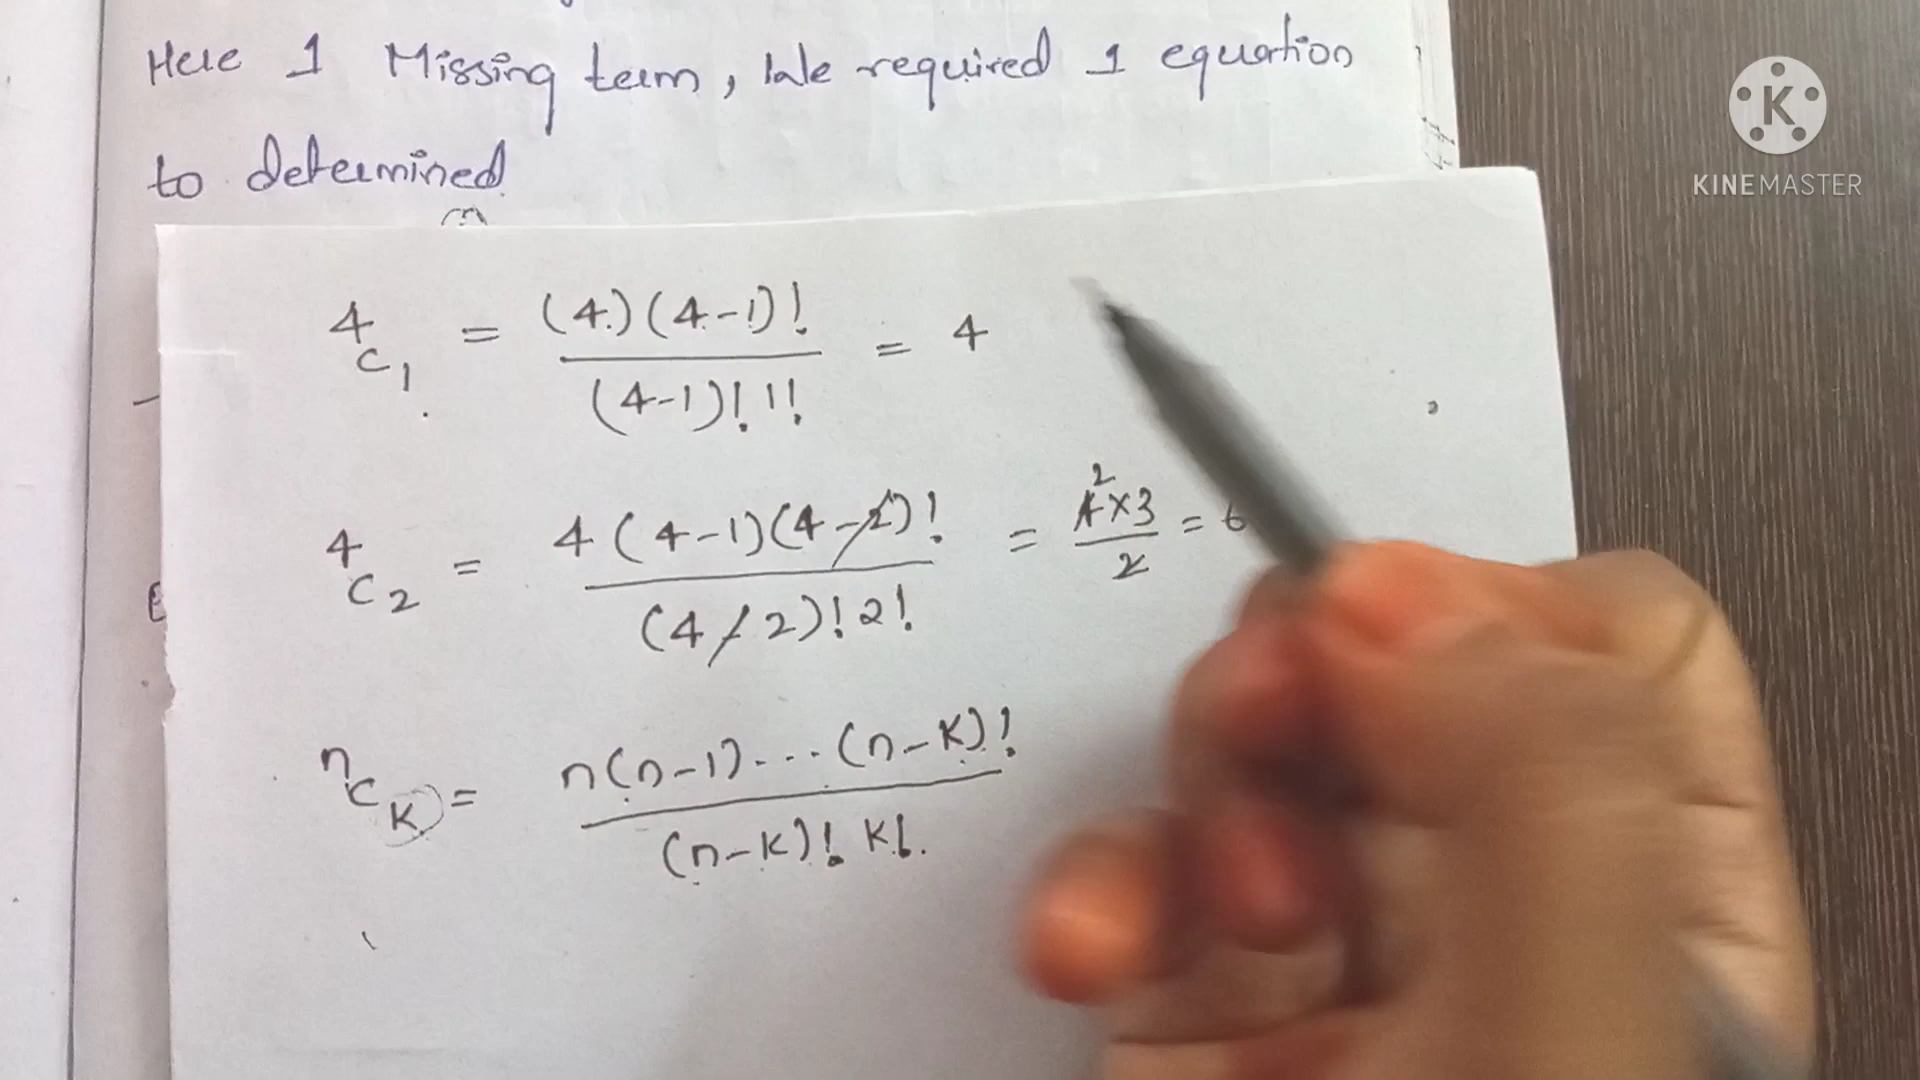 Here 1 Missing term, We required 1 equation
to determined
KINEMASTER
4C1 = (4)(4-1)! / (4-1)! 1! = 4
4C2 = 4(4-1)(4-2)! / (4-2)! 2! = 4² × 3 / 2 = 6
nCK = n(n-1)...(n-K)! / (n-K)! K!